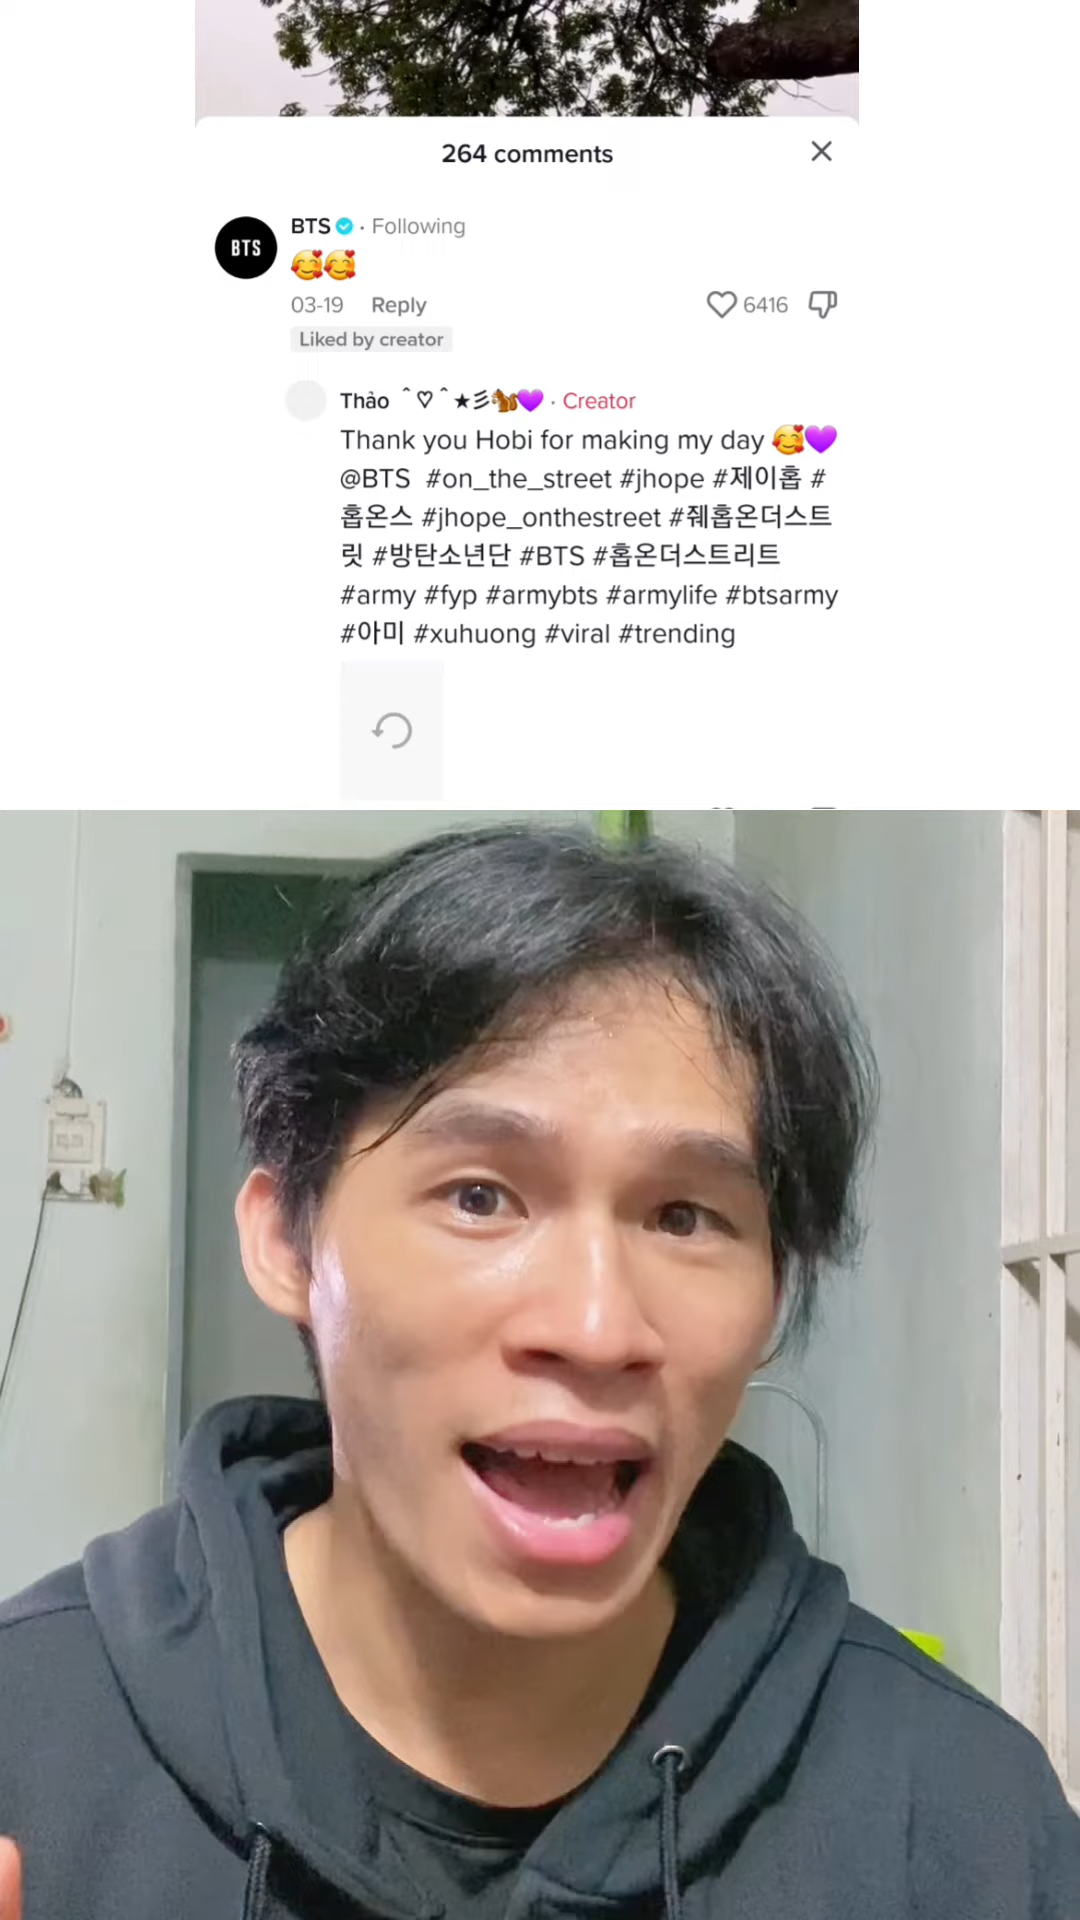 264 comments
BTS
BTS · Following
🥰🥰
03-19 Reply
6416
Liked by creator
Thảo ＾♡＾★彡🐿️💜 · Creator
Thank you Hobi for making my day 🥰💜
@BTS #on_the_street #jhope #제이홉 #
홉온스 #jhope_onthestreet #줴홉온더스트
릿 #방탄소년단 #BTS #홉온더스트리트
#army #fyp #armybts #armylife #btsarmy
#아미 #xuhuong #viral #trending